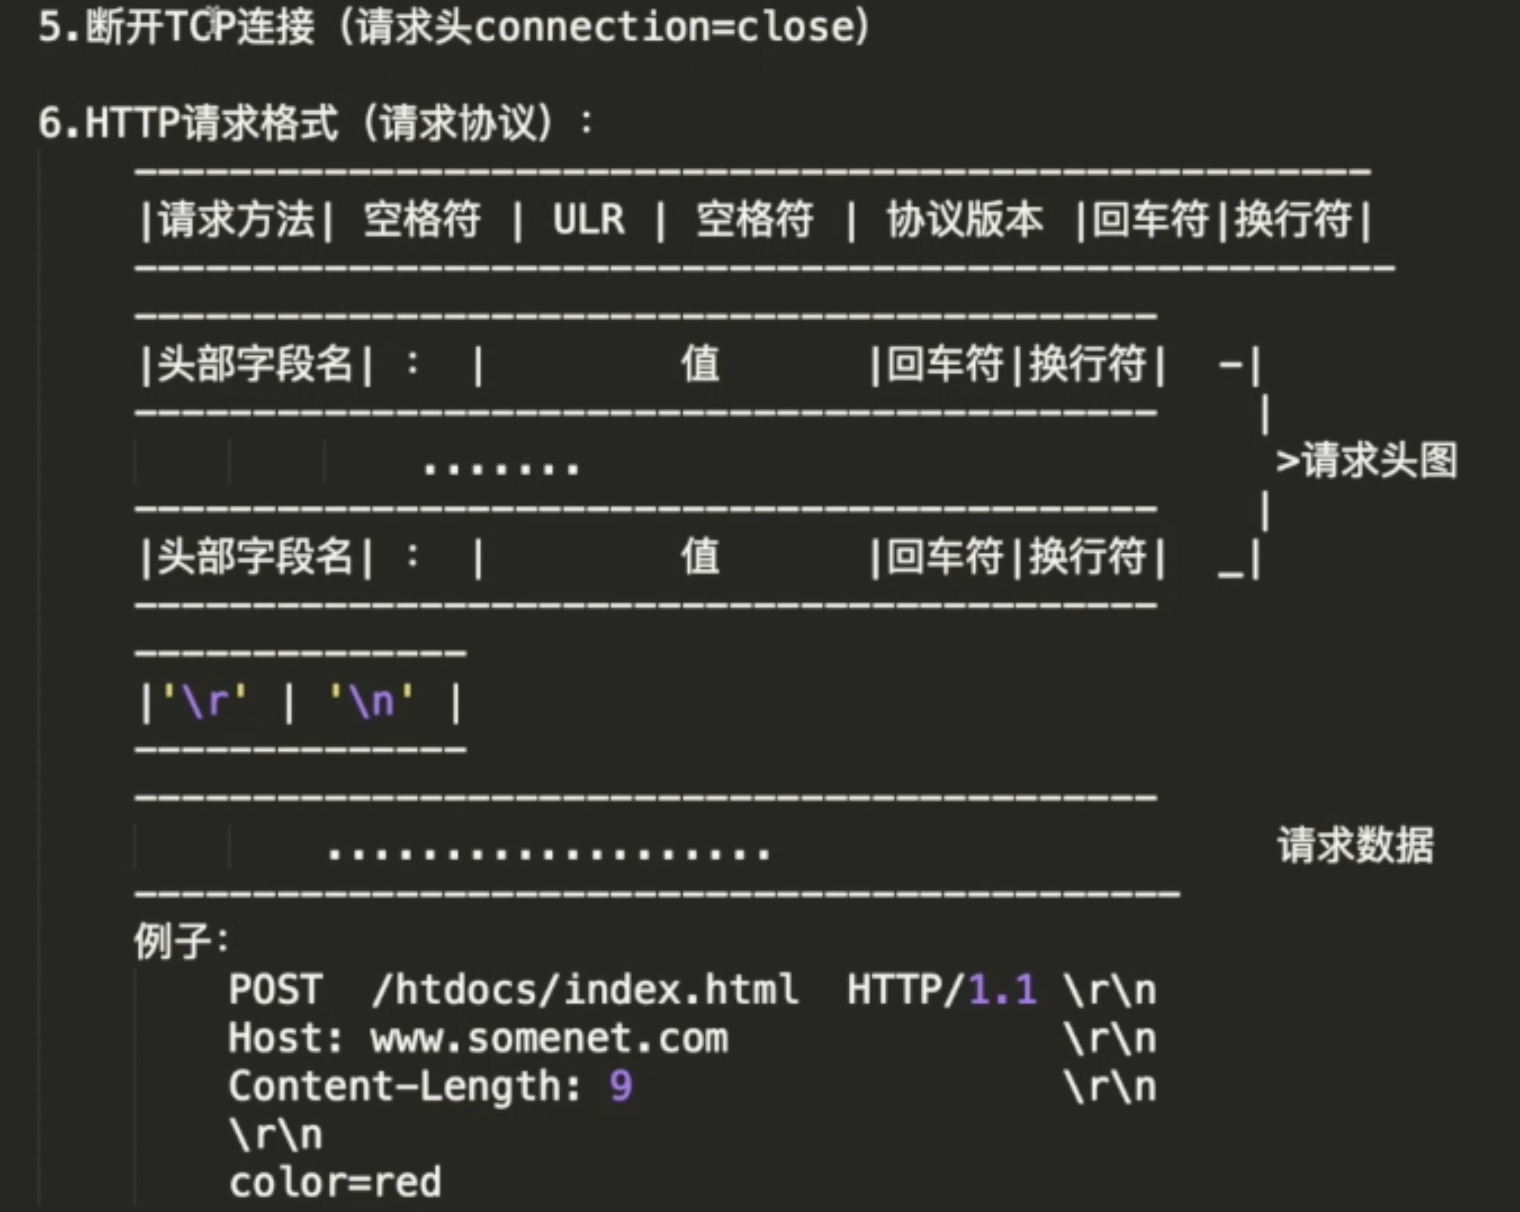 5.断开TCP连接（请求头connection=close）
6.HTTP请求格式（请求协议）：
----------------------------------------------------
|请求方法| 空格符 | ULR | 空格符 | 协议版本 |回车符|换行符|
-----------------------------------------------------
-------------------------------------------
|头部字段名| : |        值      |回车符|换行符|  -|
-------------------------------------------    |
.......    >请求头图
-------------------------------------------    |
|头部字段名| : |        值      |回车符|换行符|  _|
-------------------------------------------
--------------
|'\r' | '\n' |
--------------
-------------------------------------------
...................    请求数据
--------------------------------------------
例子：
POST  /htdocs/index.html  HTTP/1.1 \r\n
Host: www.somenet.com              \r\n
Content-Length: 9                  \r\n
\r\n
color=red